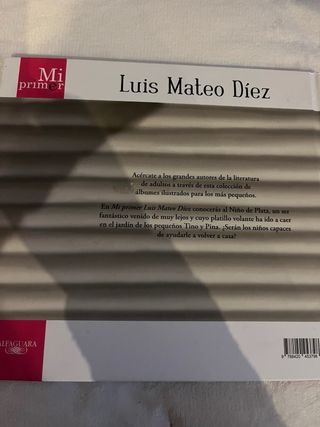 Mi
primer
Luis Mateo Díez
Acércate a los grandes autores de la literatura
de adultos a través de esta colección de
álbumes ilustrados para los más pequeños.
En Mi primer Luis Mateo Díez conocerás al Niño de Plata, un ser
fantástico venido de muy lejos y cuyo platillo volante ha ido a caer
en el jardín de los pequeños Tino y Pina. ¿Serán los niños capaces
de ayudarle a volver a casa?
ALFAGUARA